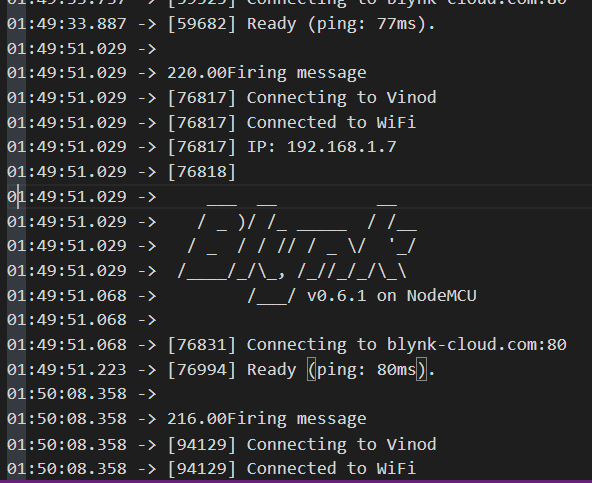 01:49:33.737 -> [59529] Connecting to blynk-cloud.com:80
01:49:33.887 -> [59682] Ready (ping: 77ms).
01:49:51.029 ->
01:49:51.029 -> 220.00Firing message
01:49:51.029 -> [76817] Connecting to Vinod
01:49:51.029 -> [76817] Connected to WiFi
01:49:51.029 -> [76817] IP: 192.168.1.7
01:49:51.029 -> [76818]
01:49:51.029 ->     ___  __          __
01:49:51.029 ->    / _ )/ /_ _____  / /__
01:49:51.029 ->   / _  / / // / _ \/  '_/
01:49:51.029 ->  /____/_/\_, /_//_/_/\_\
01:49:51.068 ->         /___/ v0.6.1 on NodeMCU
01:49:51.068 ->
01:49:51.068 -> [76831] Connecting to blynk-cloud.com:80
01:49:51.223 -> [76994] Ready (ping: 80ms).
01:50:08.358 ->
01:50:08.358 -> 216.00Firing message
01:50:08.358 -> [94129] Connecting to Vinod
01:50:08.358 -> [94129] Connected to WiFi